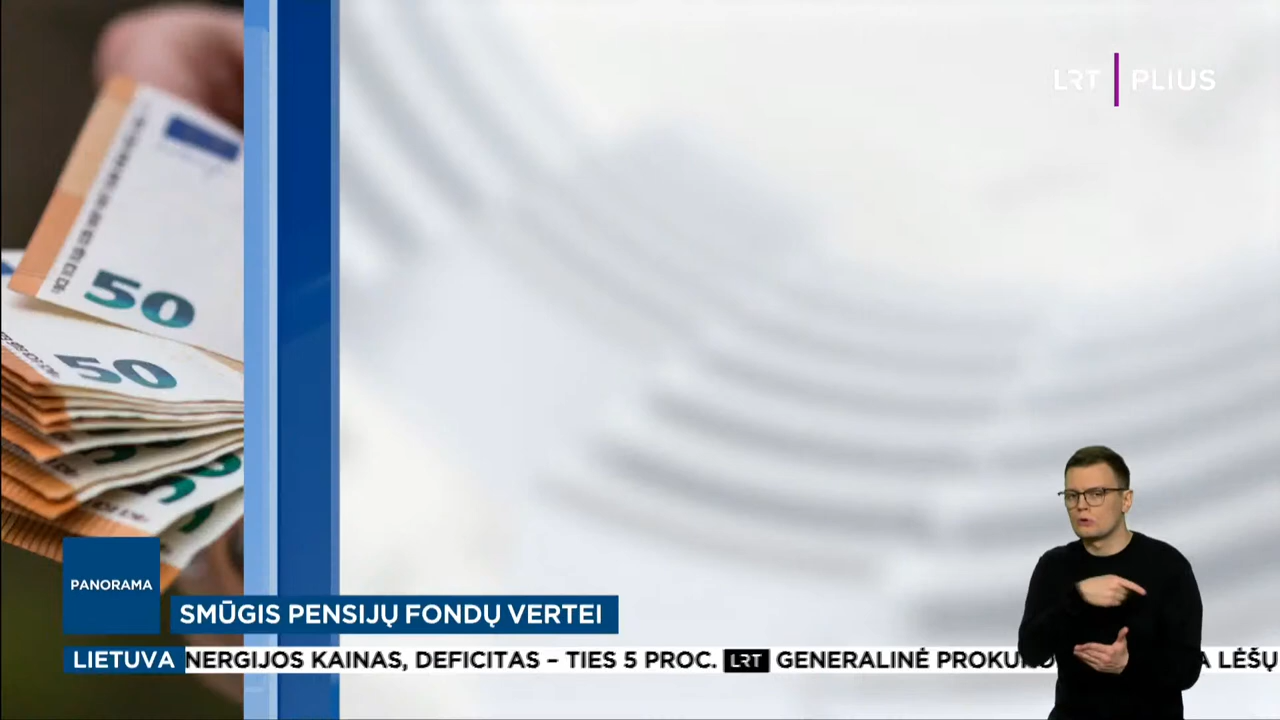 LRT | PLIUS
50
50
PANORAMA
SMŪGIS PENSIJŲ FONDŲ VERTEI
LIETUVA NERGIJOS KAINAS, DEFICITAS – TIES 5 PROC. LRT GENERALINĖ LĖŠŲ